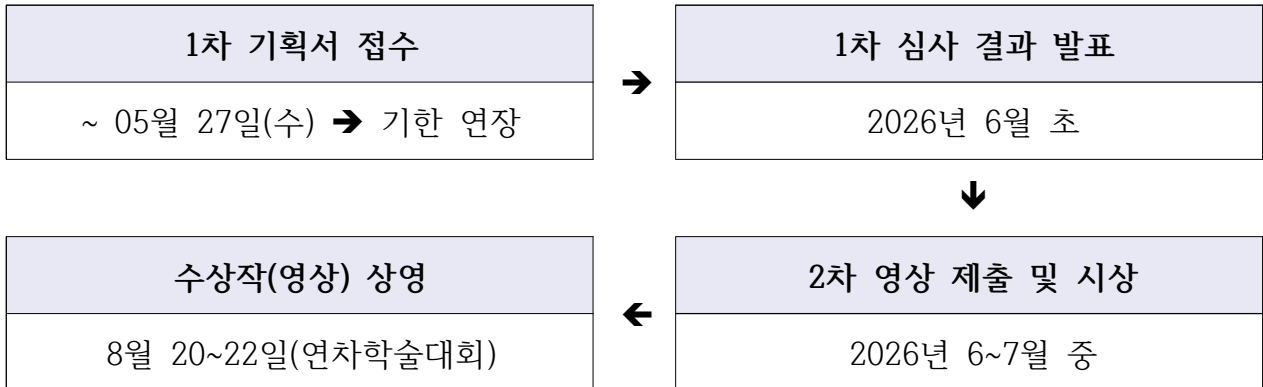 1차 기획서 접수
~ 05월 27일(수) ➔ 기한 연장
➔
1차 심사 결과 발표
2026년 6월 초
🡻
2차 영상 제출 및 시상
2026년 6~7월 중
🡸
수상작(영상) 상영
8월 20~22일(연차학술대회)